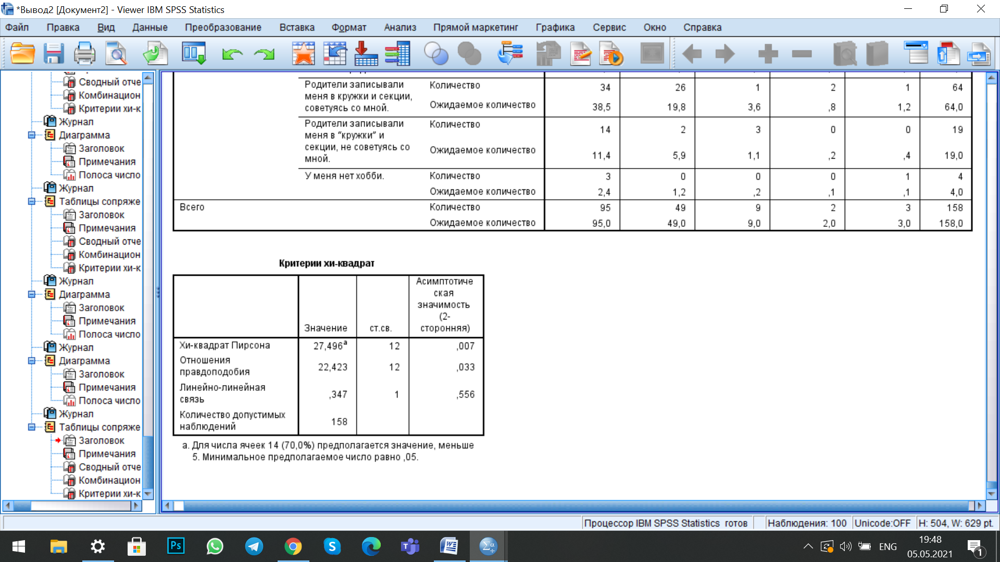 *Вывод2 [Документ2] - Viewer IBM SPSS Statistics
Файл Правка Вид Данные Преобразование Вставка Формат Анализ Прямой маркетинг Графика Сервис Окно Справка
Сводный отче
Комбинацион
Критерии хи-к
Журнал
Диаграмма
Заголовок
Примечания
Полоса число
Журнал
Таблицы сопряже
Заголовок
Примечания
Сводный отче
Комбинацион
Критерии хи-к
Журнал
Диаграмма
Заголовок
Примечания
Полоса число
Журнал
Диаграмма
Заголовок
Примечания
Полоса число
Журнал
Таблицы сопряже
Заголовок
Примечания
Сводный отче
Комбинацион
Критерии хи-к
Родители записывали меня в кружки и секции, советуясь со мной.
Количество 34 26 1 2 1 64
Ожидаемое количество 38,5 19,8 3,6 ,8 1,2 64,0
Родители записывали меня в "кружки" и секции, не советуясь со мной.
Количество 14 2 3 0 0 19
Ожидаемое количество 11,4 5,9 1,1 ,2 ,4 19,0
У меня нет хобби. Количество 3 0 0 0 1 4
Ожидаемое количество 2,4 1,2 ,2 ,1 ,1 4,0
Всего Количество 95 49 9 2 3 158
Ожидаемое количество 95,0 49,0 9,0 2,0 3,0 158,0
Критерии хи-квадрат
Значение ст.св. Асимптотиче ская значимость (2- сторонняя)
Хи-квадрат Пирсона 27,496a 12 ,007
Отношения правдоподобия 22,423 12 ,033
Линейно-линейная связь ,347 1 ,556
Количество допустимых наблюдений 158
a. Для числа ячеек 14 (70,0%) предполагается значение, меньше
5. Минимальное предполагаемое число равно ,05.
Процессор IBM SPSS Statistics готов Наблюдения: 100 Unicode:OFF H: 504, W: 629 pt.
Ps
ENG
19:48
05.05.2021
1